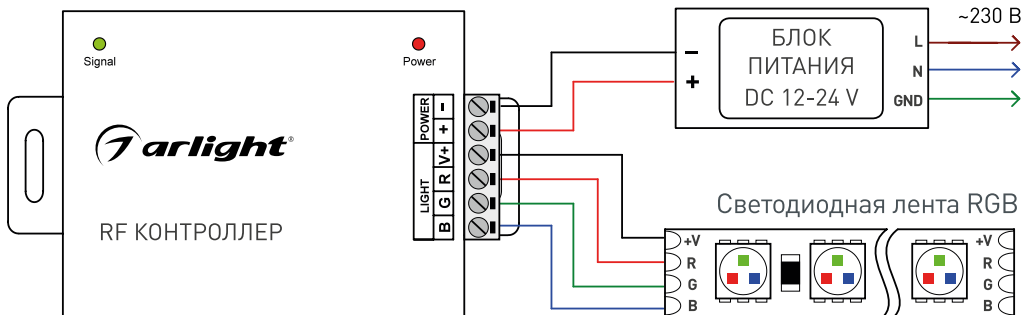 Signal
Power
arlight®
RF КОНТРОЛЛЕР
POWER
- +
LIGHT
V+ R G B
БЛОК
ПИТАНИЯ
DC 12-24 V
-
+
~230 В
L
N
GND
Светодиодная лента RGB
+V
R
G
B
+V
R
G
B